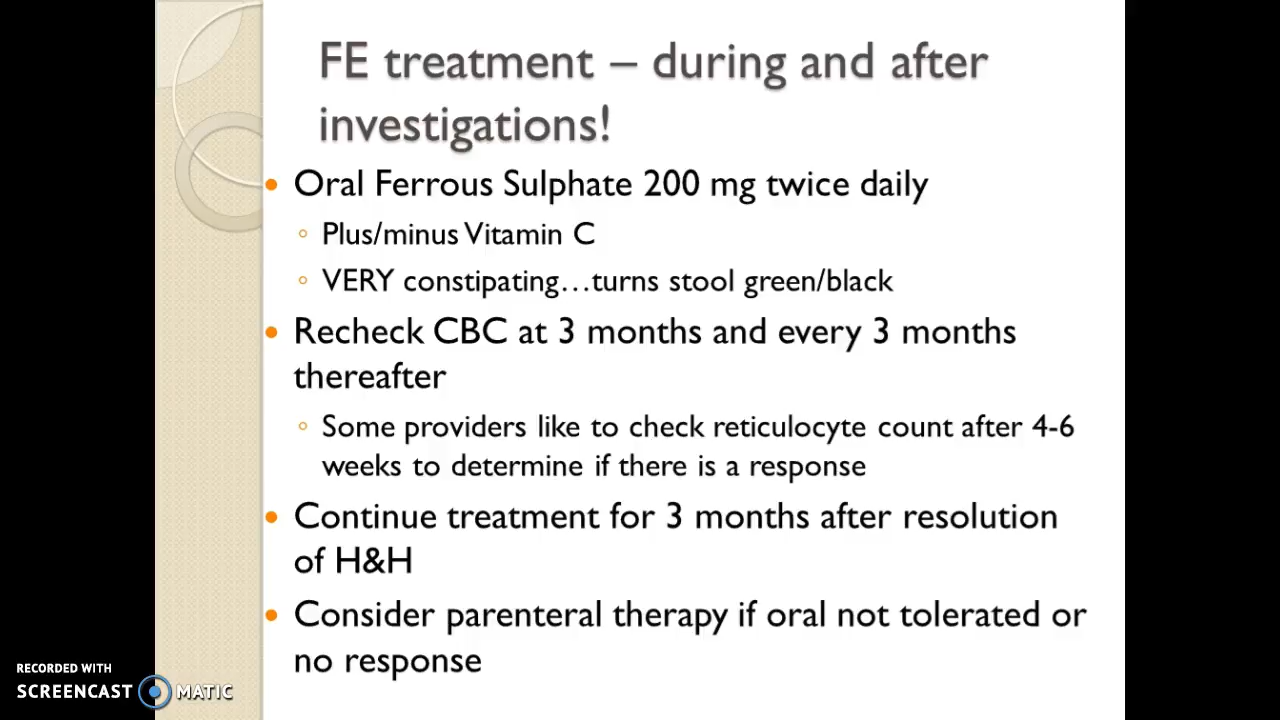 FE treatment – during and after
investigations!
• Oral Ferrous Sulphate 200 mg twice daily
◦ Plus/minus Vitamin C
◦ VERY constipating…turns stool green/black
• Recheck CBC at 3 months and every 3 months
thereafter
◦ Some providers like to check reticulocyte count after 4-6
weeks to determine if there is a response
• Continue treatment for 3 months after resolution
of H&H
• Consider parenteral therapy if oral not tolerated or
no response
RECORDED WITH
SCREENCAST MATIC